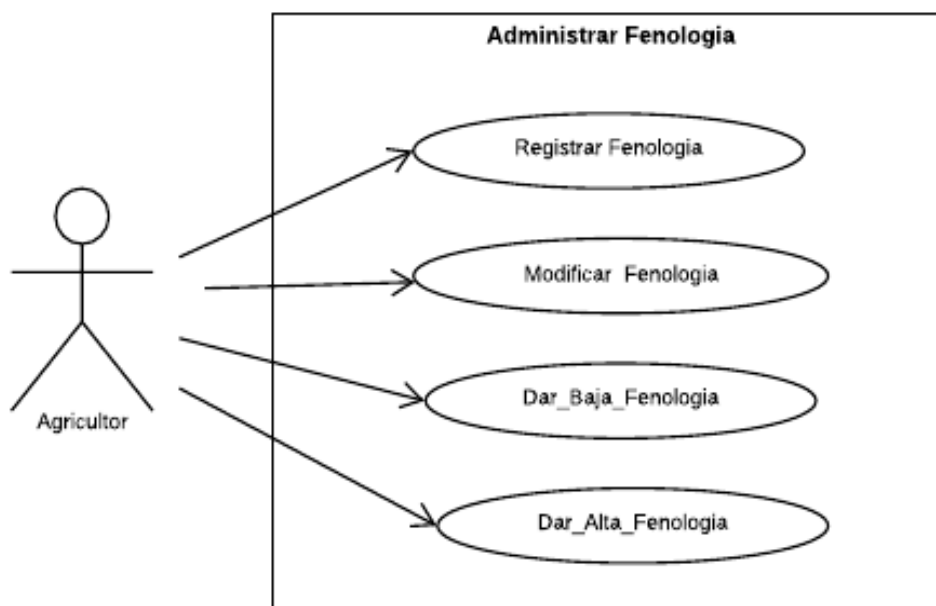 Administrar Fenologia
Registrar Fenologia
Modificar Fenologia
Dar_Baja_Fenologia
Dar_Alta_Fenologia
Agricultor